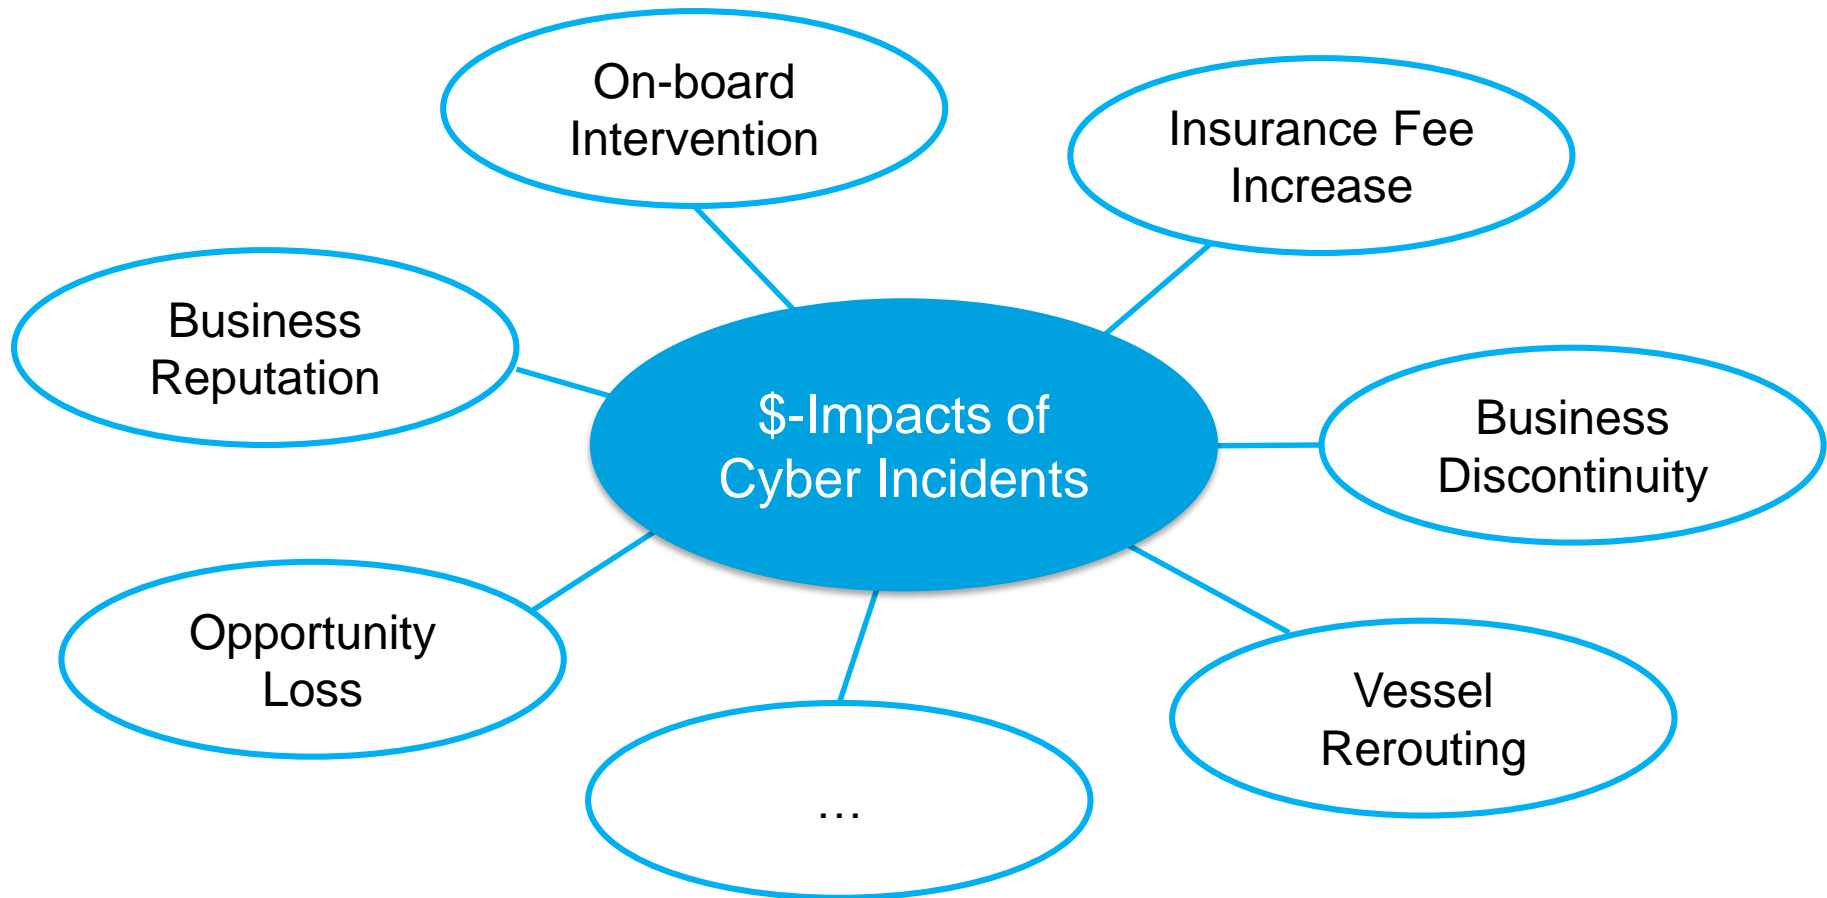 On-board
Intervention
Insurance Fee
Increase
Business
Reputation
$-Impacts of
Cyber Incidents
Business
Discontinuity
Opportunity
Loss
Vessel
Rerouting
…